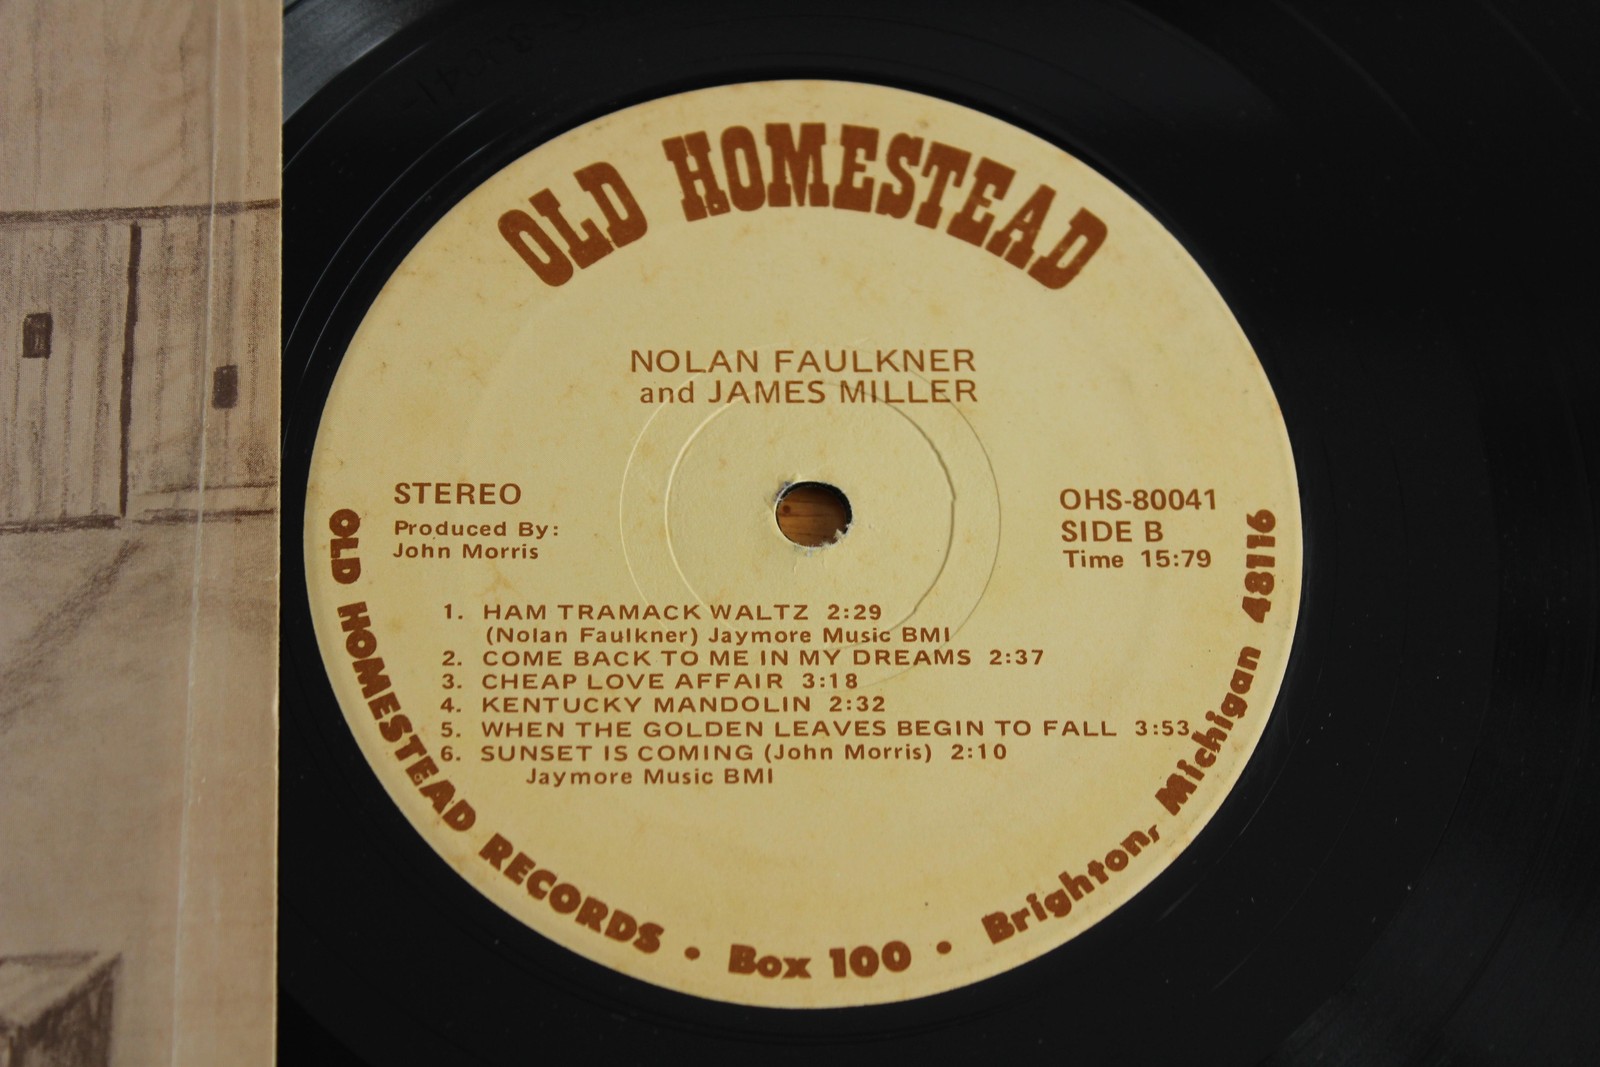 OLD HOMESTEAD
NOLAN FAULKNER
and JAMES MILLER
STEREO
Produced By:
John Morris
OHS-80041
SIDE B
Time 15:79
1. HAM TRAMACK WALTZ 2:29
(Nolan Faulkner) Jaymore Music BMI
2. COME BACK TO ME IN MY DREAMS 2:37
3. CHEAP LOVE AFFAIR 3:18
4. KENTUCKY MANDOLIN 2:32
5. WHEN THE GOLDEN LEAVES BEGIN TO FALL 3:53
6. SUNSET IS COMING (John Morris) 2:10
Jaymore Music BMI
OLD HOMESTEAD RECORDS • Box 100 • Brighton, Michigan 48116